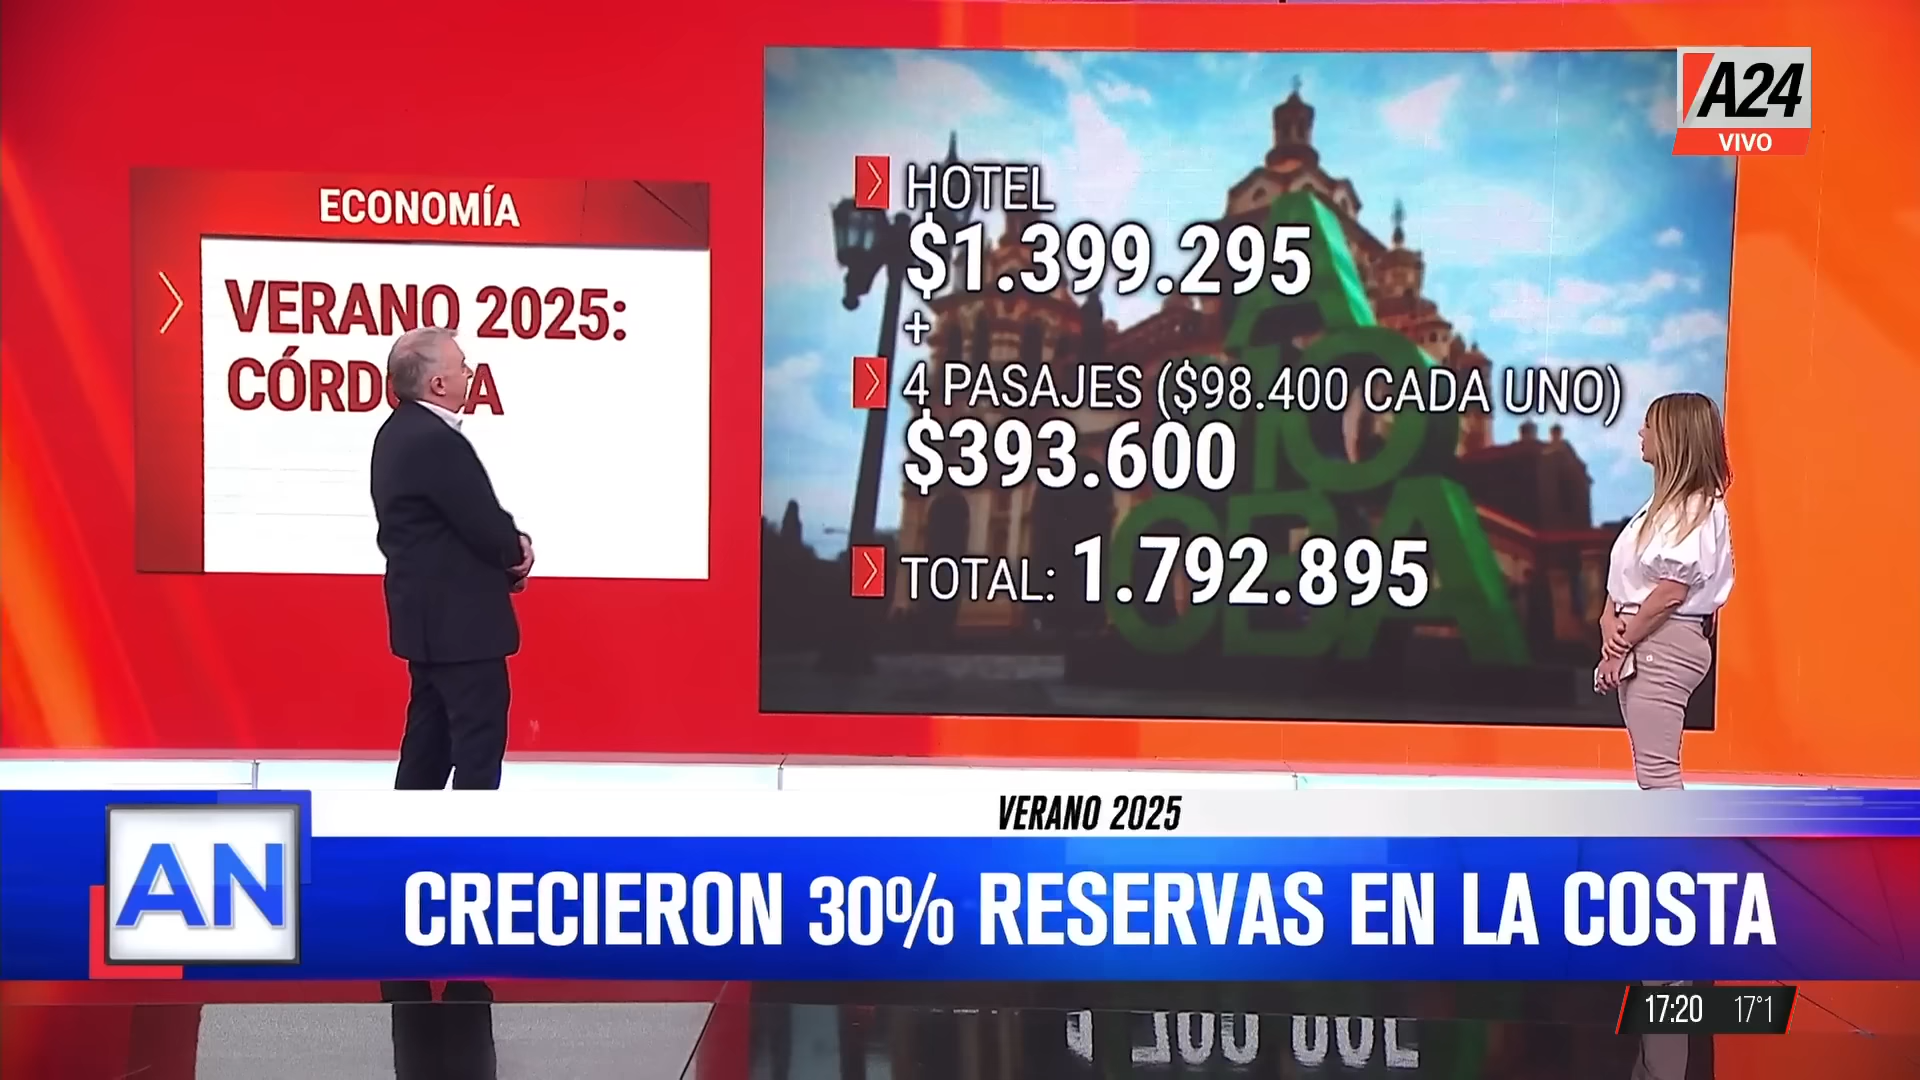 A24
VIVO
ECONOMÍA
VERANO 2025:
HOTEL
$1.399.295
+
4 PASAJES ($98.400 CADA UNO)
$393.600
TOTAL: 1.792.895
CBA
VERANO 2025
AN
CRECIERON 30% RESERVAS EN LA COSTA
17:20 17°1